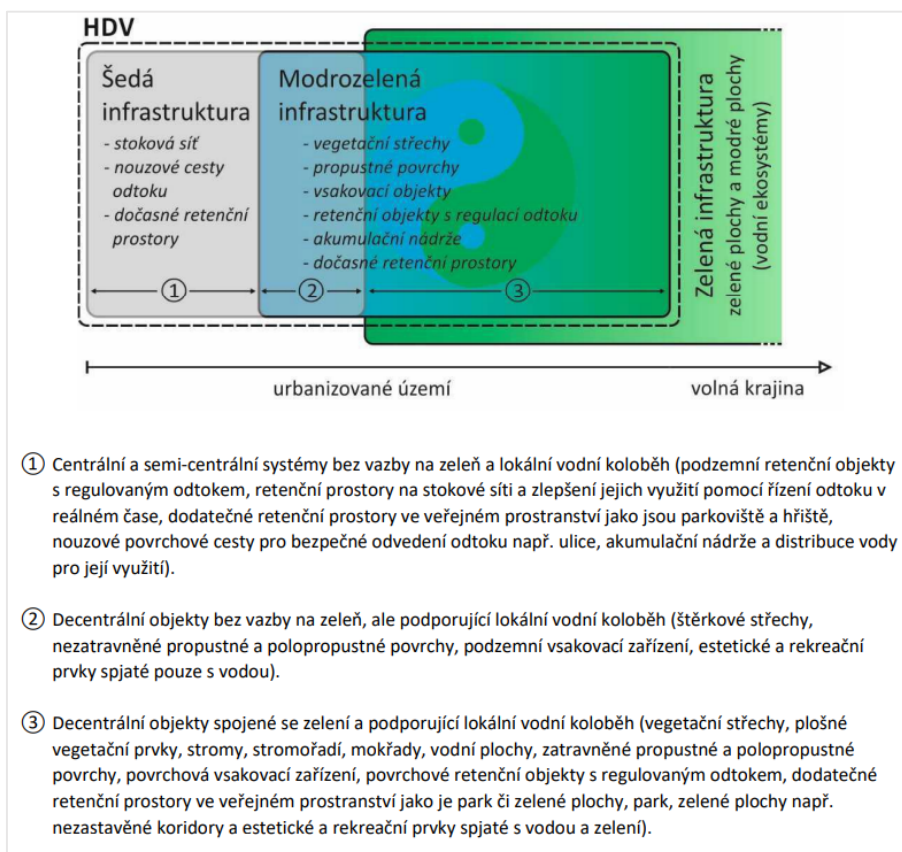 HDV
Šedá
infrastruktura
- stoková síť
- nouzové cesty
odtoku
- dočasné retenční
prostory
①
Modrozelená
infrastruktura
- vegetační střechy
- propustné povrchy
- vsakovací objekty
- retenční objekty s regulací odtoku
- akumulační nádrže
- dočasné retenční prostory
②
③
Zelená infrastruktura
zelené plochy a modré plochy
(vodní ekosystémy)
urbanizované území
volná krajina
① Centrální a semi-centrální systémy bez vazby na zeleň a lokální vodní koloběh (podzemní retenční objekty
s regulovaným odtokem, retenční prostory na stokové síti a zlepšení jejich využití pomocí řízení odtoku v
reálném čase, dodatečné retenční prostory ve veřejném prostranství jako jsou parkoviště a hřiště,
nouzové povrchové cesty pro bezpečné odvedení odtoku např. ulice, akumulační nádrže a distribuce vody
pro její využití).
② Decentrální objekty bez vazby na zeleň, ale podporující lokální vodní koloběh (štěrkové střechy,
nezatravněné propustné a polopropustné povrchy, podzemní vsakovací zařízení, estetické a rekreační
prvky spjaté pouze s vodou).
③ Decentrální objekty spojené se zelení a podporující lokální vodní koloběh (vegetační střechy, plošné
vegetační prvky, stromy, stromořadí, mokřady, vodní plochy, zatravněné propustné a polopropustné
povrchy, povrchová vsakovací zařízení, povrchové retenční objekty s regulovaným odtokem, dodatečné
retenční prostory ve veřejném prostranství jako je park či zelené plochy, park, zelené plochy např.
nezastavěné koridory a estetické a rekreační prvky spjaté s vodou a zelení).